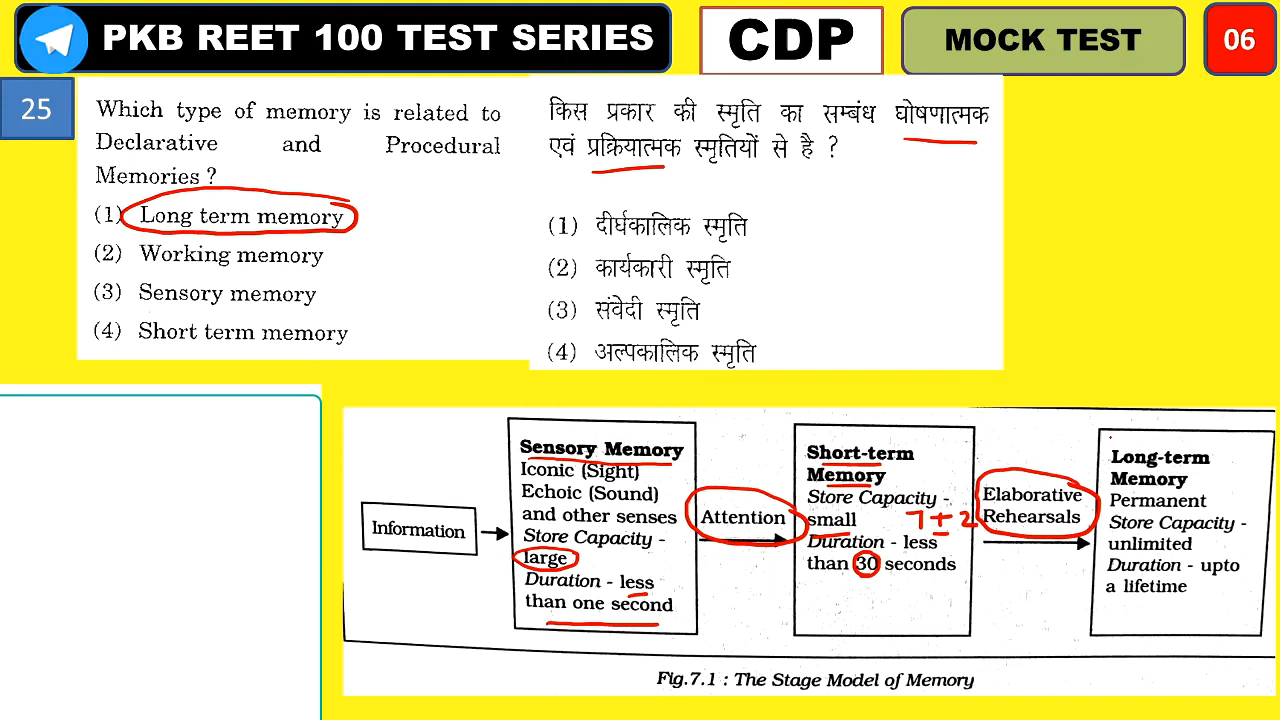 PKB REET 100 TEST SERIES
CDP
MOCK TEST
06
25
Which type of memory is related to
Declarative and Procedural
Memories ?
(1) Long term memory
(2) Working memory
(3) Sensory memory
(4) Short term memory
किस प्रकार की स्मृति का सम्बंध घोषणात्मक
एवं प्रक्रियात्मक स्मृतियों से है ?
(1) दीर्घकालिक स्मृति
(2) कार्यकारी स्मृति
(3) संवेदी स्मृति
(4) अल्पकालिक स्मृति
Information
Sensory Memory
Iconic (Sight)
Echoic (Sound)
and other senses
Store Capacity -
large
Duration - less
than one second
Attention
Short-term
Memory
Store Capacity -
small
7 ± 2
Duration - less
than 30 seconds
Elaborative
Rehearsals
Long-term
Memory
Permanent
Store Capacity -
unlimited
Duration - upto
a lifetime
Fig.7.1 : The Stage Model of Memory